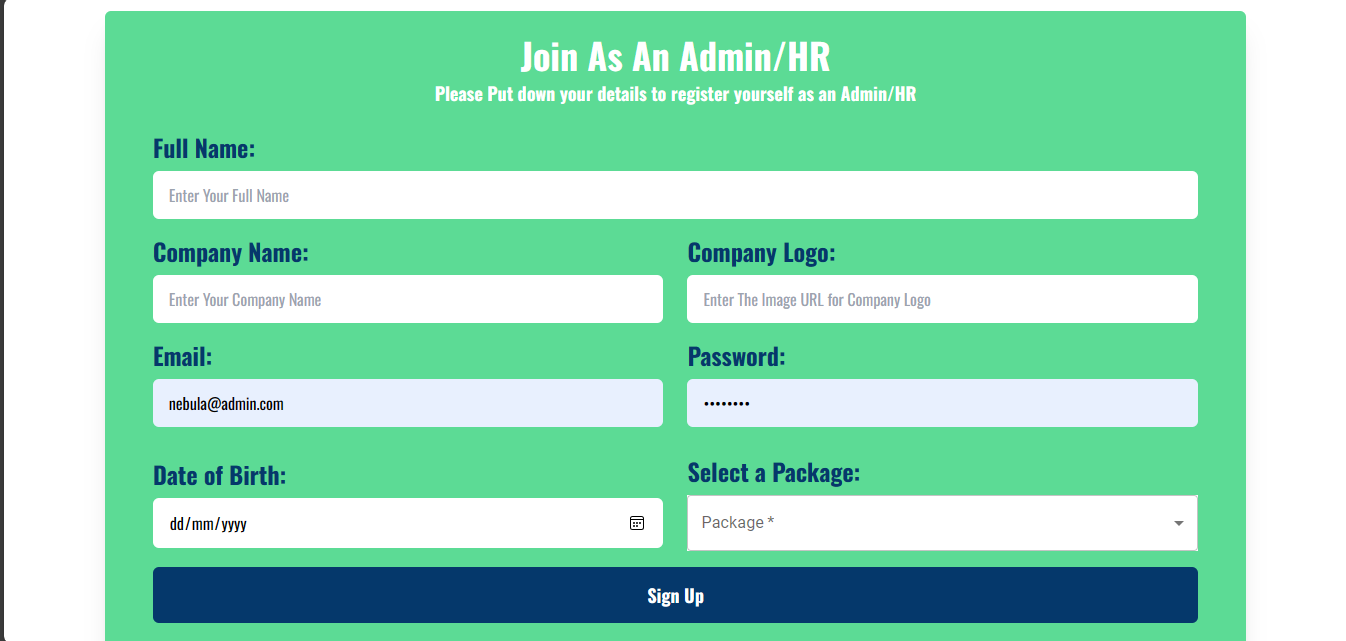 Join As An Admin/HR
Please Put down your details to register yourself as an Admin/HR
Full Name:
Enter Your Full Name
Company Name:
Company Logo:
Enter Your Company Name
Enter The Image URL for Company Logo
Email:
Password:
nebula@admin.com
••••••••
Date of Birth:
Select a Package:
dd/mm/yyyy
Package *
Sign Up